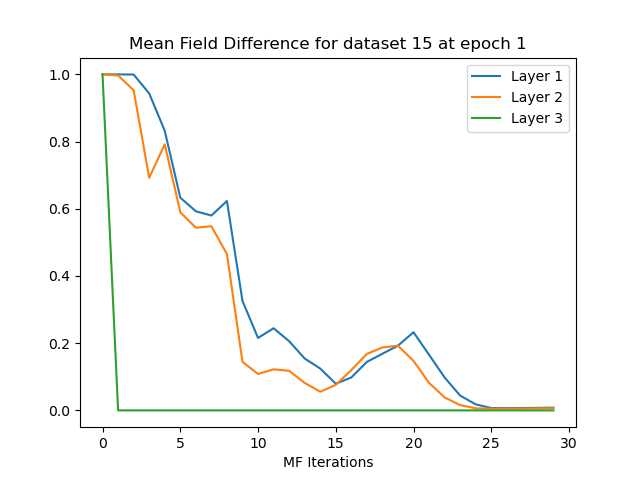 Mean Field Difference for dataset 15 at epoch 1
Layer 1
Layer 2
Layer 3
1.0
0.8
0.6
0.4
0.2
0.0
0 5 10 15 20 25 30
MF Iterations